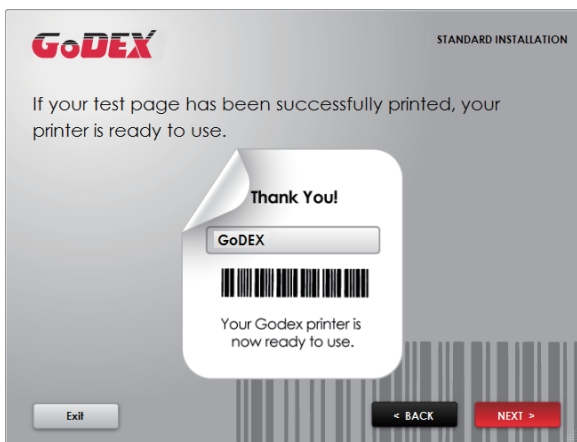 GoDEX
STANDARD INSTALLATION
If your test page has been successfully printed, your
printer is ready to use.
Thank You!
GoDEX
Your Godex printer is
now ready to use.
Exit
< BACK
NEXT >